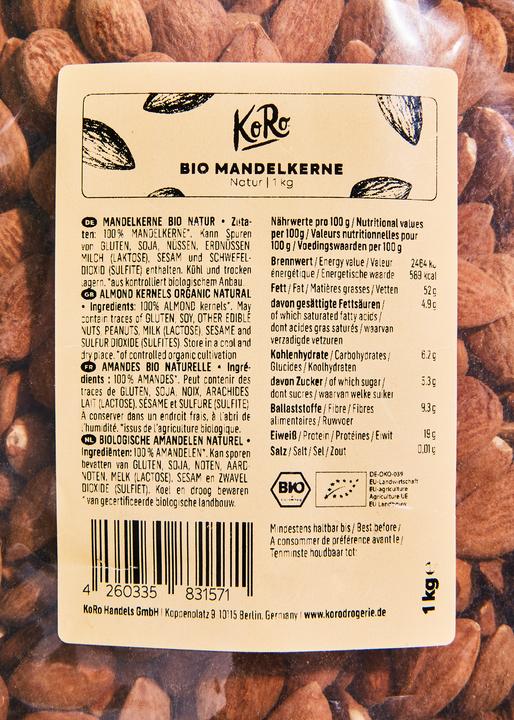 KoRo
BIO MANDELKERNE
Natur | 1 kg
DE MANDELKERNE BIO NATUR • Zuta-
ten: 100% MANDELKERNE*. Kann Spuren
von GLUTEN, SOJA, NÜSSEN, ERDNÜSSEN
MILCH (LAKTOSE), SESAM und SCHWEFEL-
DIOXID (SULFITE) enthalten. Kühl und trocken
lagern. *aus kontrolliert biologischem Anbau
GB ALMOND KERNELS ORGANIC NATURAL
• Ingredients: 100% ALMOND kernels*. May
contain traces of GLUTEN, SOY, OTHER EDIBLE
NUTS PEANUTS, MILK (LACTOSE), SESAME and
SULFUR DIOXIDE (SULFITES). Store in a cool and
dry place. *of controlled organic cultivation
FR AMANDES BIO NATURELLE • Ingré-
dients : 100% AMANDES*. Peut contenir des
traces de GLUTEN, SOJA, NOIX, ARACHIDES
LAIT (LACTOSE), SÉSAME et SULFURE (SULFITE)
A conserver dans un endroit frais, à l'abri de
l'humidité. *issus de l'agriculture biologique.
NL BIOLOGISCHE AMANDELEN NATUREL •
Ingrediënten: 100% AMANDELEN*. Kan sporen
bevatten van GLUTEN, SOJA, NOTEN, AARD-
NOTEN, MELK (LACTOSE), SESAM en ZWAVEL
DIOXIDE (SULFIET). Koel en droog bewaren
*van gecertificeerde biologische landbouw.
Nährwerte pro 100 g / Nutritional values
per 100g / Valeurs nutritionnelles pour
100 g / Voedingswaarden per 100 g
Brennwert / Energy value / Valeur 2484 kJ
énergétique / Energetische waarde 589 kcal
Fett / Fat / Matières grasses / Vetten 52 g
davon gesättigte Fettsäuren / 4.9 g
of which saturated fatty acids /
dont acides gras saturés / waarvan
verzadigde vetzuren
Kohlenhydrate / Carbohydrates / 6.2 g
Glucides / Koolhydraten
davon Zucker / of which sugar / 3.3 g
dont sucres / waarvan welke suiker
Ballaststoffe / Fibre / Fibres 9.3 g
alimentaires / Ruwvoer
Eiweiß / Protein / Protéines / Eiwit 19 g
Salz / Salt / Sel / Zout 0,01 g
BIO
DE-ÖKO-039
EU-Landwirtschaft
EU-agriculture
Agriculture UE
EU Landbouw
Mindestens haltbar bis / Best before /
A consommer de préférence avant le /
Tenminste houdbaar tot:
4 260335 831571
1 kg e
KoRo Handels GmbH | Koppenplatz 9 10115 Berlin, Germany | www.korodrogerie.de